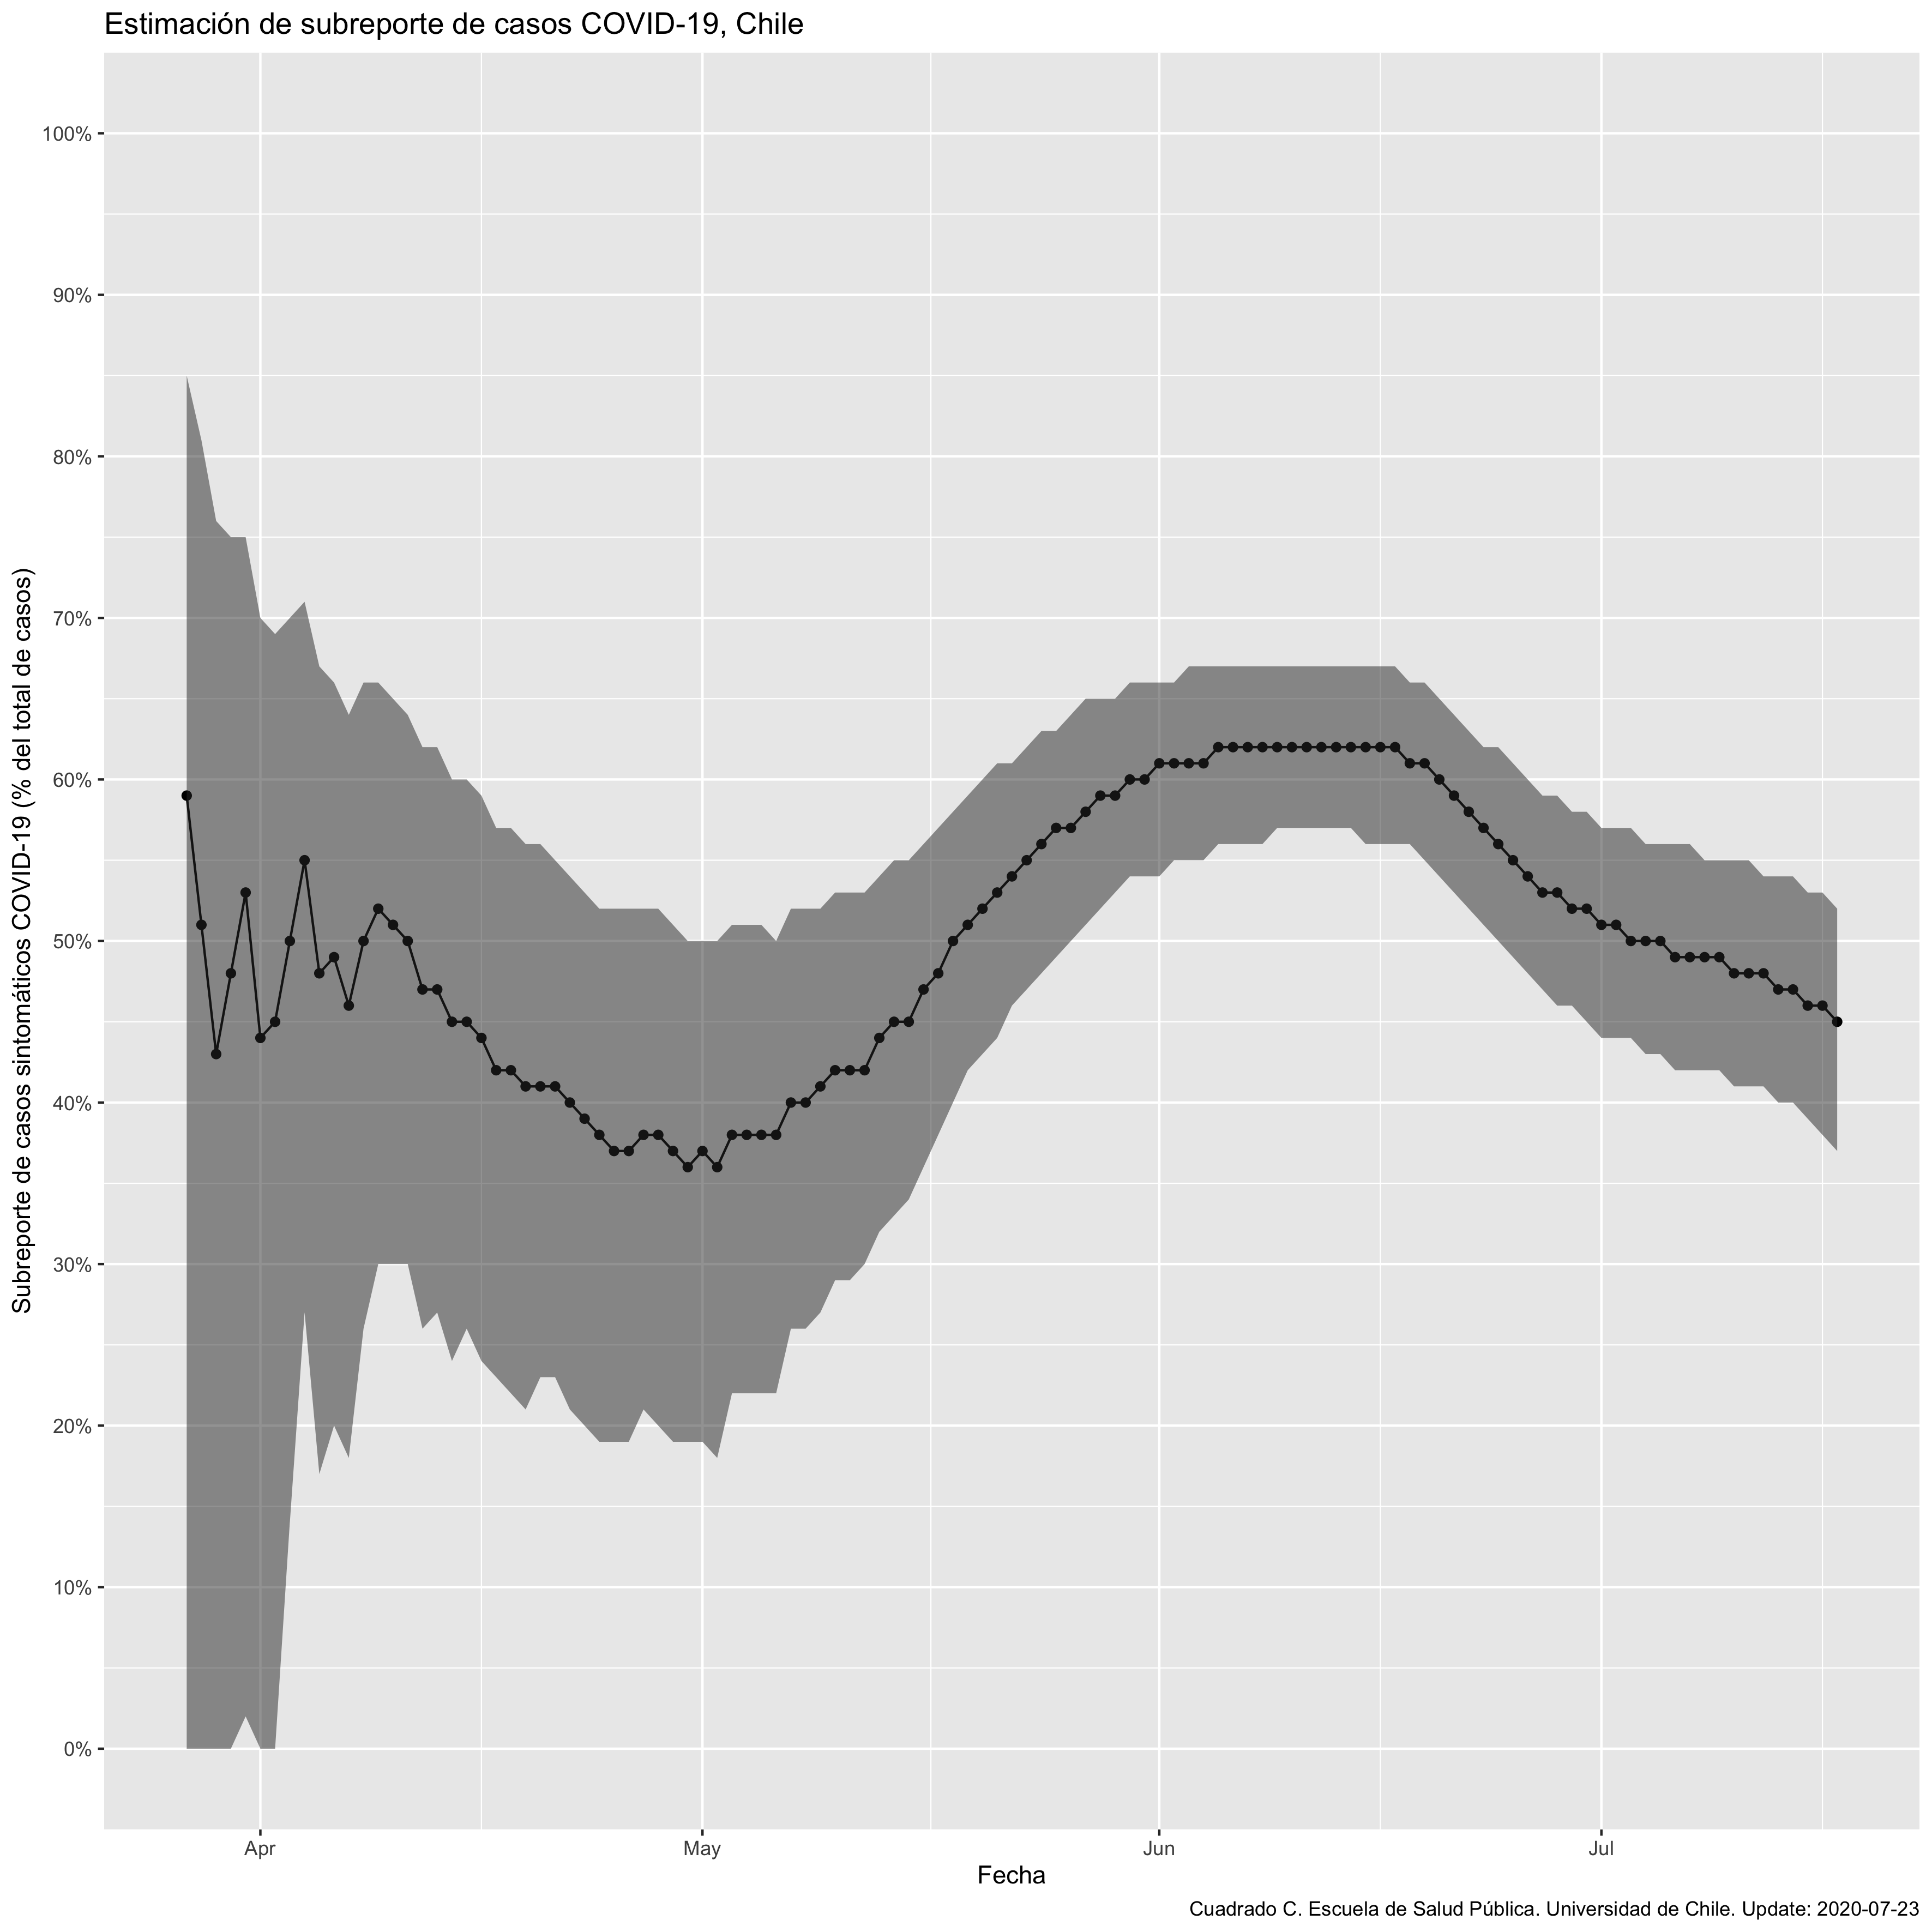 Estimación de subreporte de casos COVID-19, Chile
Subreporte de casos sintomáticos COVID-19 (% del total de casos)
100%
90%
80%
70%
60%
50%
40%
30%
20%
10%
0%
Apr May Jun Jul
Fecha
Cuadrado C. Escuela de Salud Pública. Universidad de Chile. Update: 2020-07-23